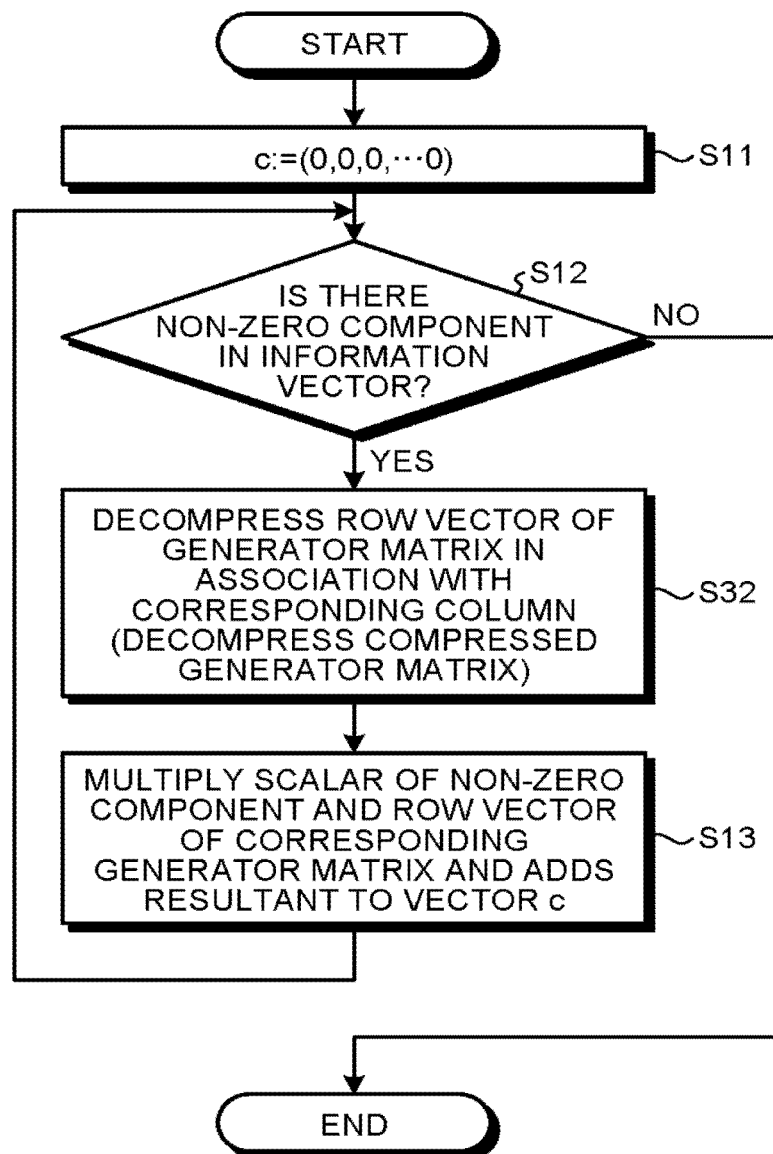 START
c:=(0,0,0,⋯0)
S11
S12
IS THERE
NON-ZERO COMPONENT
IN INFORMATION
VECTOR?
NO
YES
DECOMPRESS ROW VECTOR OF
GENERATOR MATRIX IN
ASSOCIATION WITH
CORRESPONDING COLUMN
(DECOMPRESS COMPRESSED
GENERATOR MATRIX)
S32
MULTIPLY SCALAR OF NON-ZERO
COMPONENT AND ROW VECTOR
OF CORRESPONDING
GENERATOR MATRIX AND ADDS
RESULTANT TO VECTOR c
S13
END